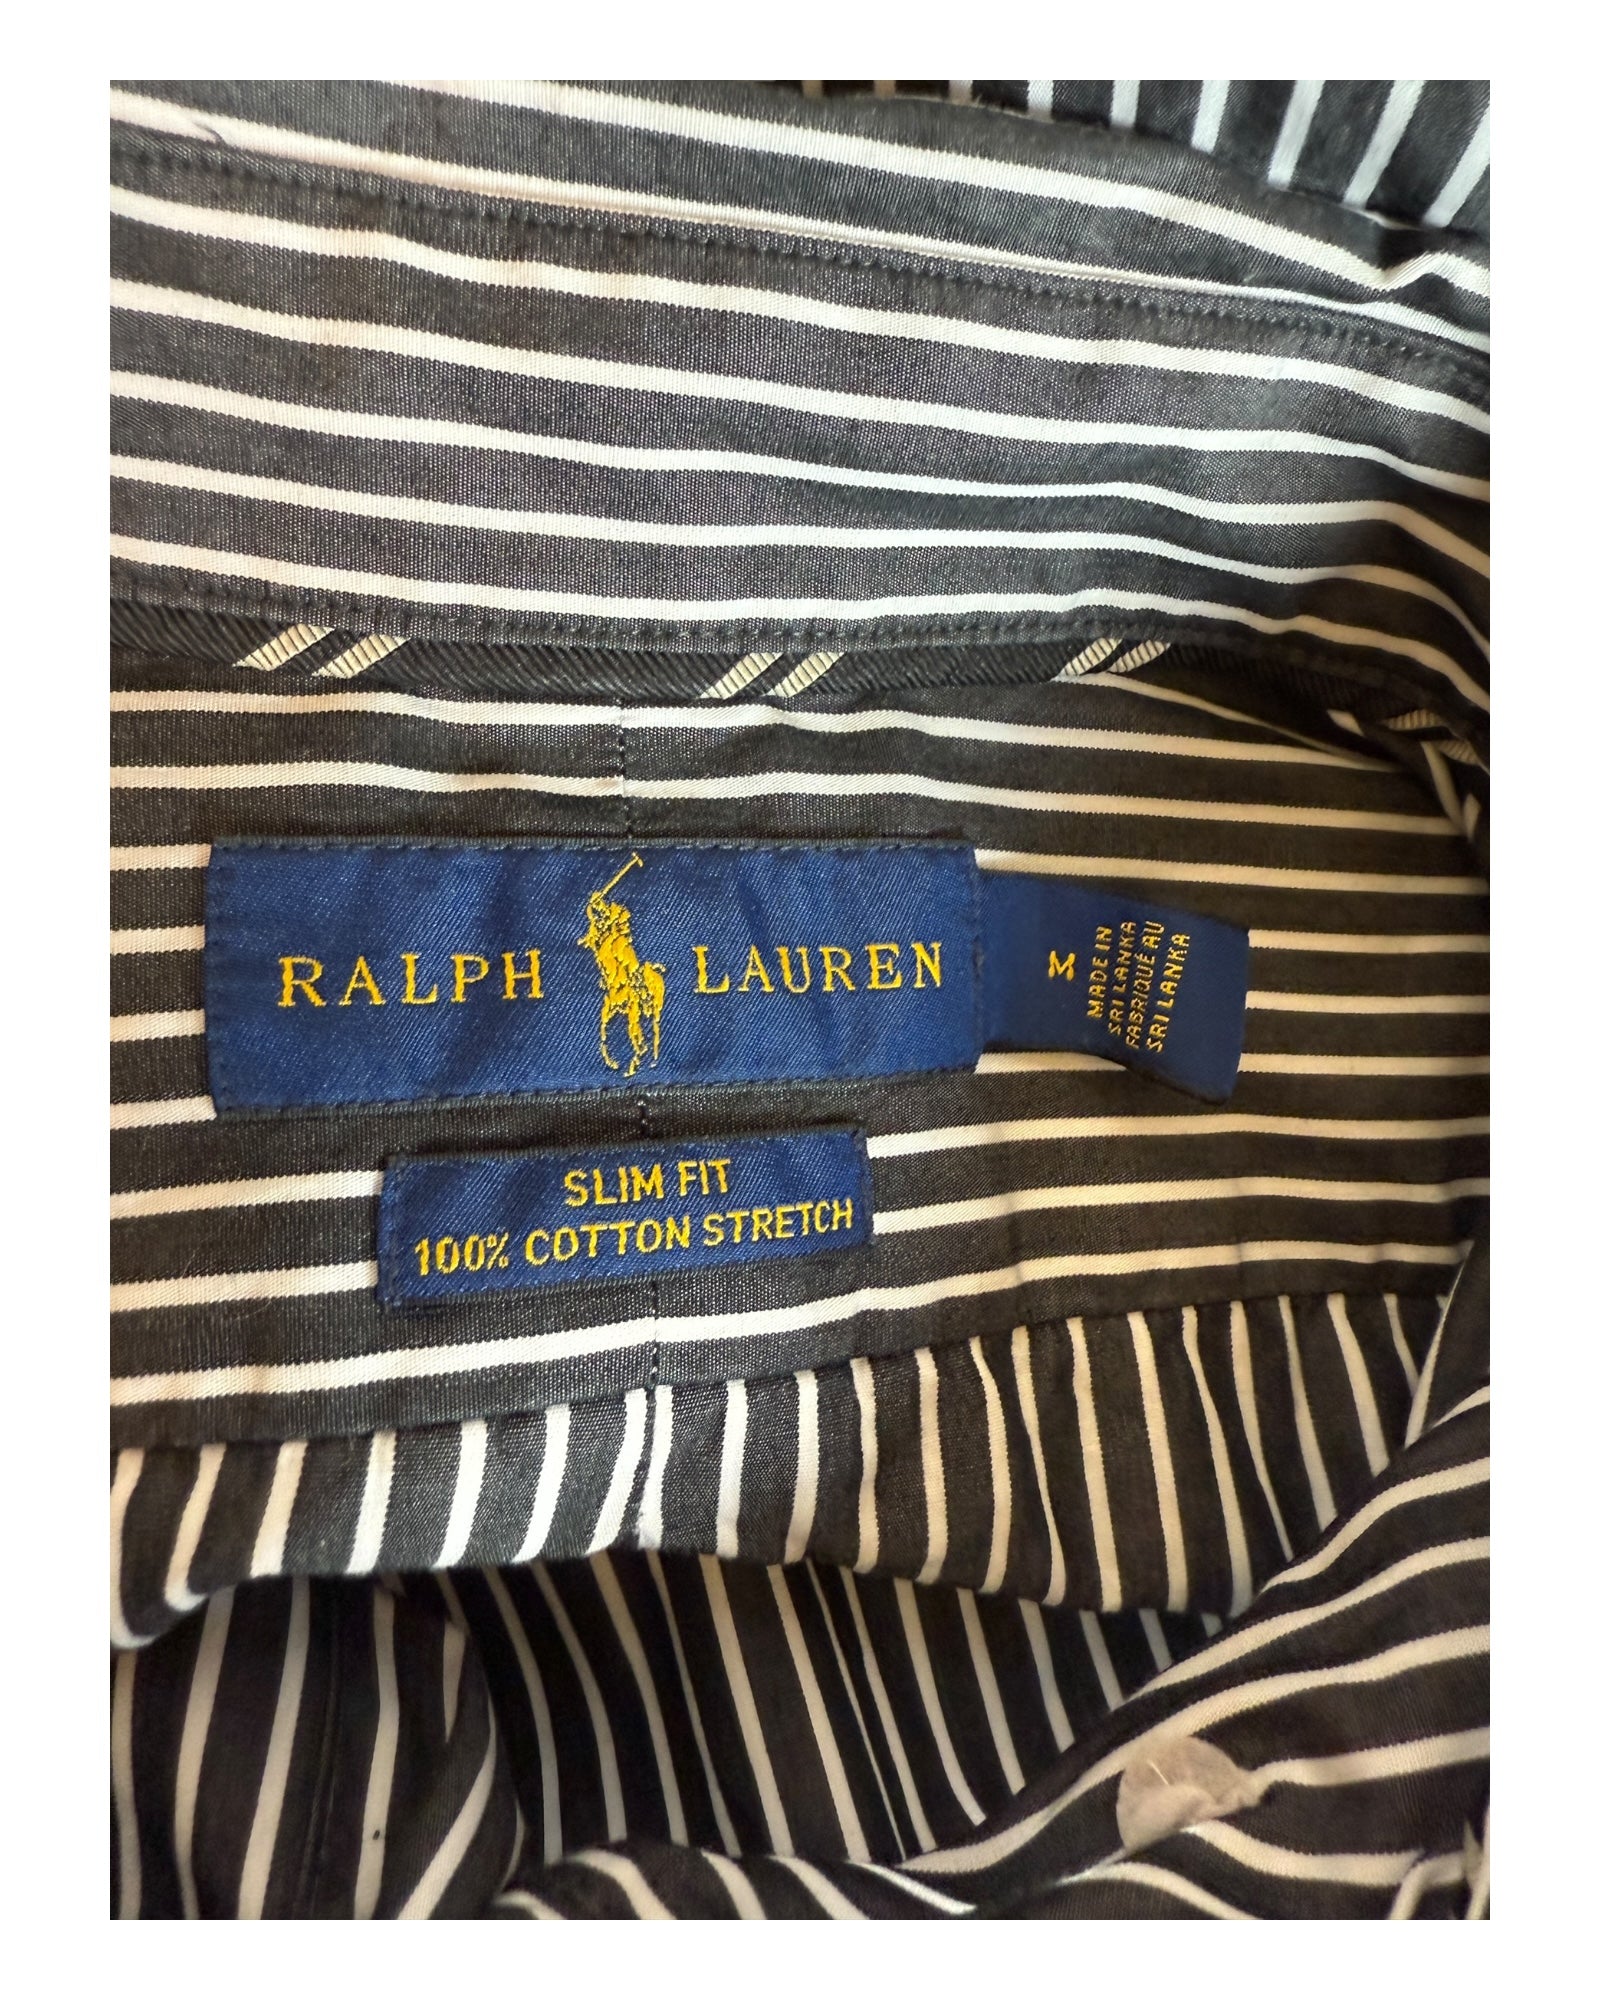 RALPH LAUREN
M
MADE IN
SRI LANKA
FABRIQUÉ AU
SRI LANKA
SLIM FIT
100% COTTON STRETCH